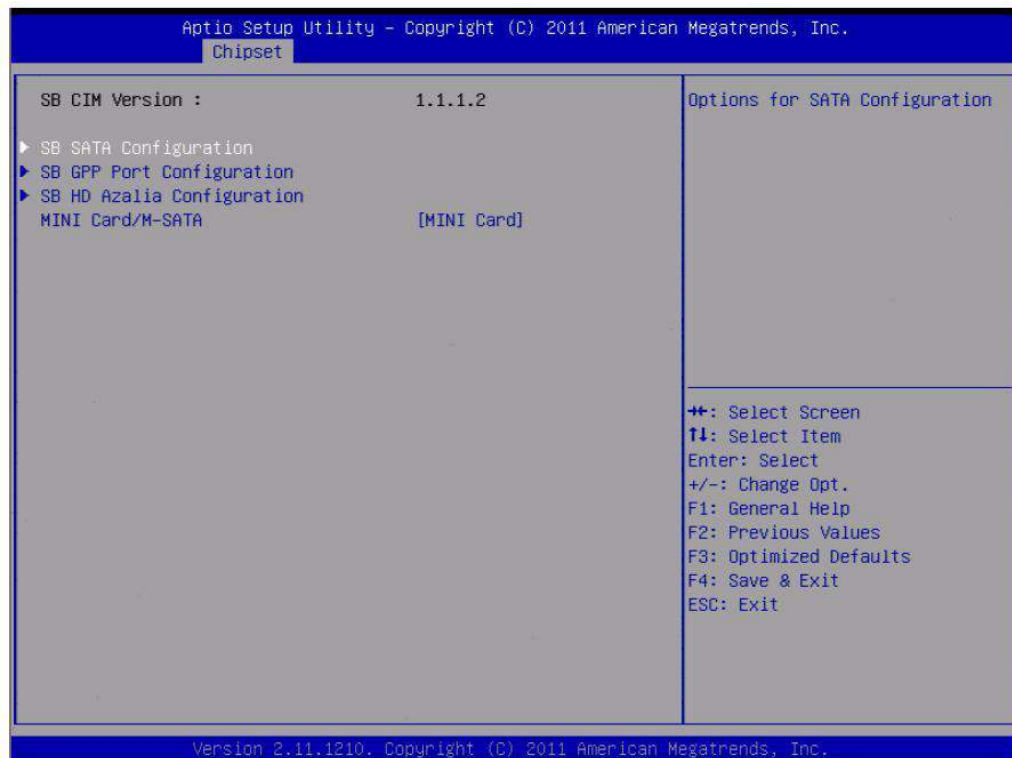 Aptio Setup Utility – Copyright (C) 2011 American Megatrends, Inc.
Chipset
SB CIM Version : 1.1.1.2
SB SATA Configuration
SB GPP Port Configuration
SB HD Azalia Configuration
MINI Card/M-SATA [MINI Card]
Options for SATA Configuration
→←: Select Screen
↑↓: Select Item
Enter: Select
+/-: Change Opt.
F1: General Help
F2: Previous Values
F3: Optimized Defaults
F4: Save & Exit
ESC: Exit
Version 2.11.1210. Copyright (C) 2011 American Megatrends, Inc.